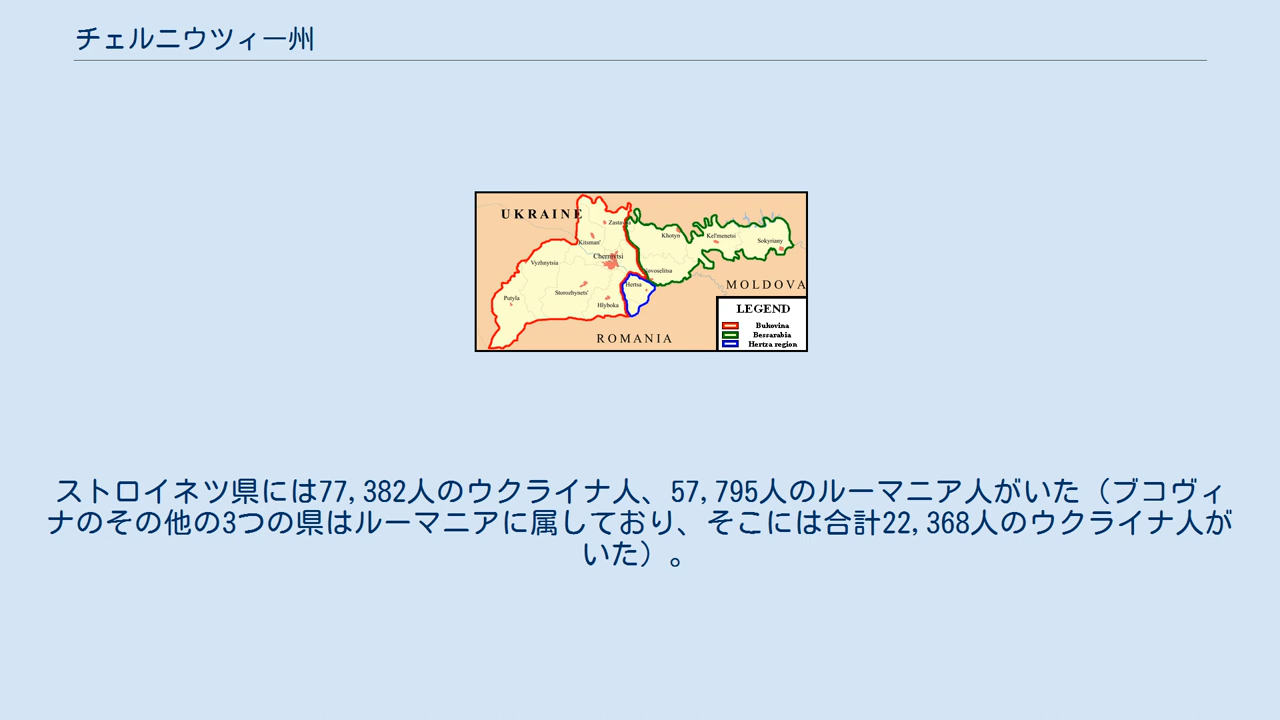 チェルニウツィー州
UKRAINE
Zastavna
Khotyn
Kel'menetsi
Sokyriany
Kitsman'
Chernivtsi
Vyzhnytsia
Novoselitsa
Hertsa
MOLDOVA
Storozhynets'
Putyla
Hlyboka
LEGEND
Bukovina
Bessarabia
Hertza region
ROMANIA
ストロイネツ県には77,382人のウクライナ人、57,795人のルーマニア人がいた（ブコヴィ
ナのその他の3つの県はルーマニアに属しており、そこには合計22,368人のウクライナ人が
いた）。